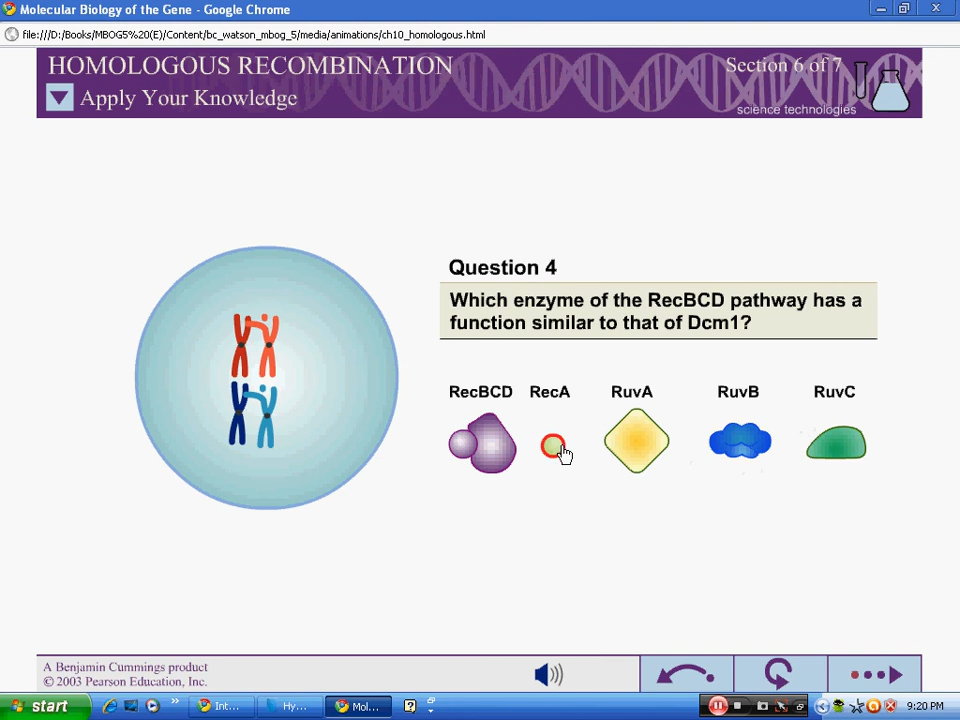 Molecular Biology of the Gene - Google Chrome
file:///D:/Books/MBOG5%20(E)/Content/bc_watson_mbog_5/media/animations/ch10_homologous.html
HOMOLOGOUS RECOMBINATION
Section 6 of 7
Apply Your Knowledge
science technologies
Question 4
Which enzyme of the RecBCD pathway has a
function similar to that of Dcm1?
RecBCD RecA RuvA RuvB RuvC
A Benjamin Cummings product
© 2003 Pearson Education, Inc.
start
»
Int...
Hy...
Mol...
?
9:20 PM